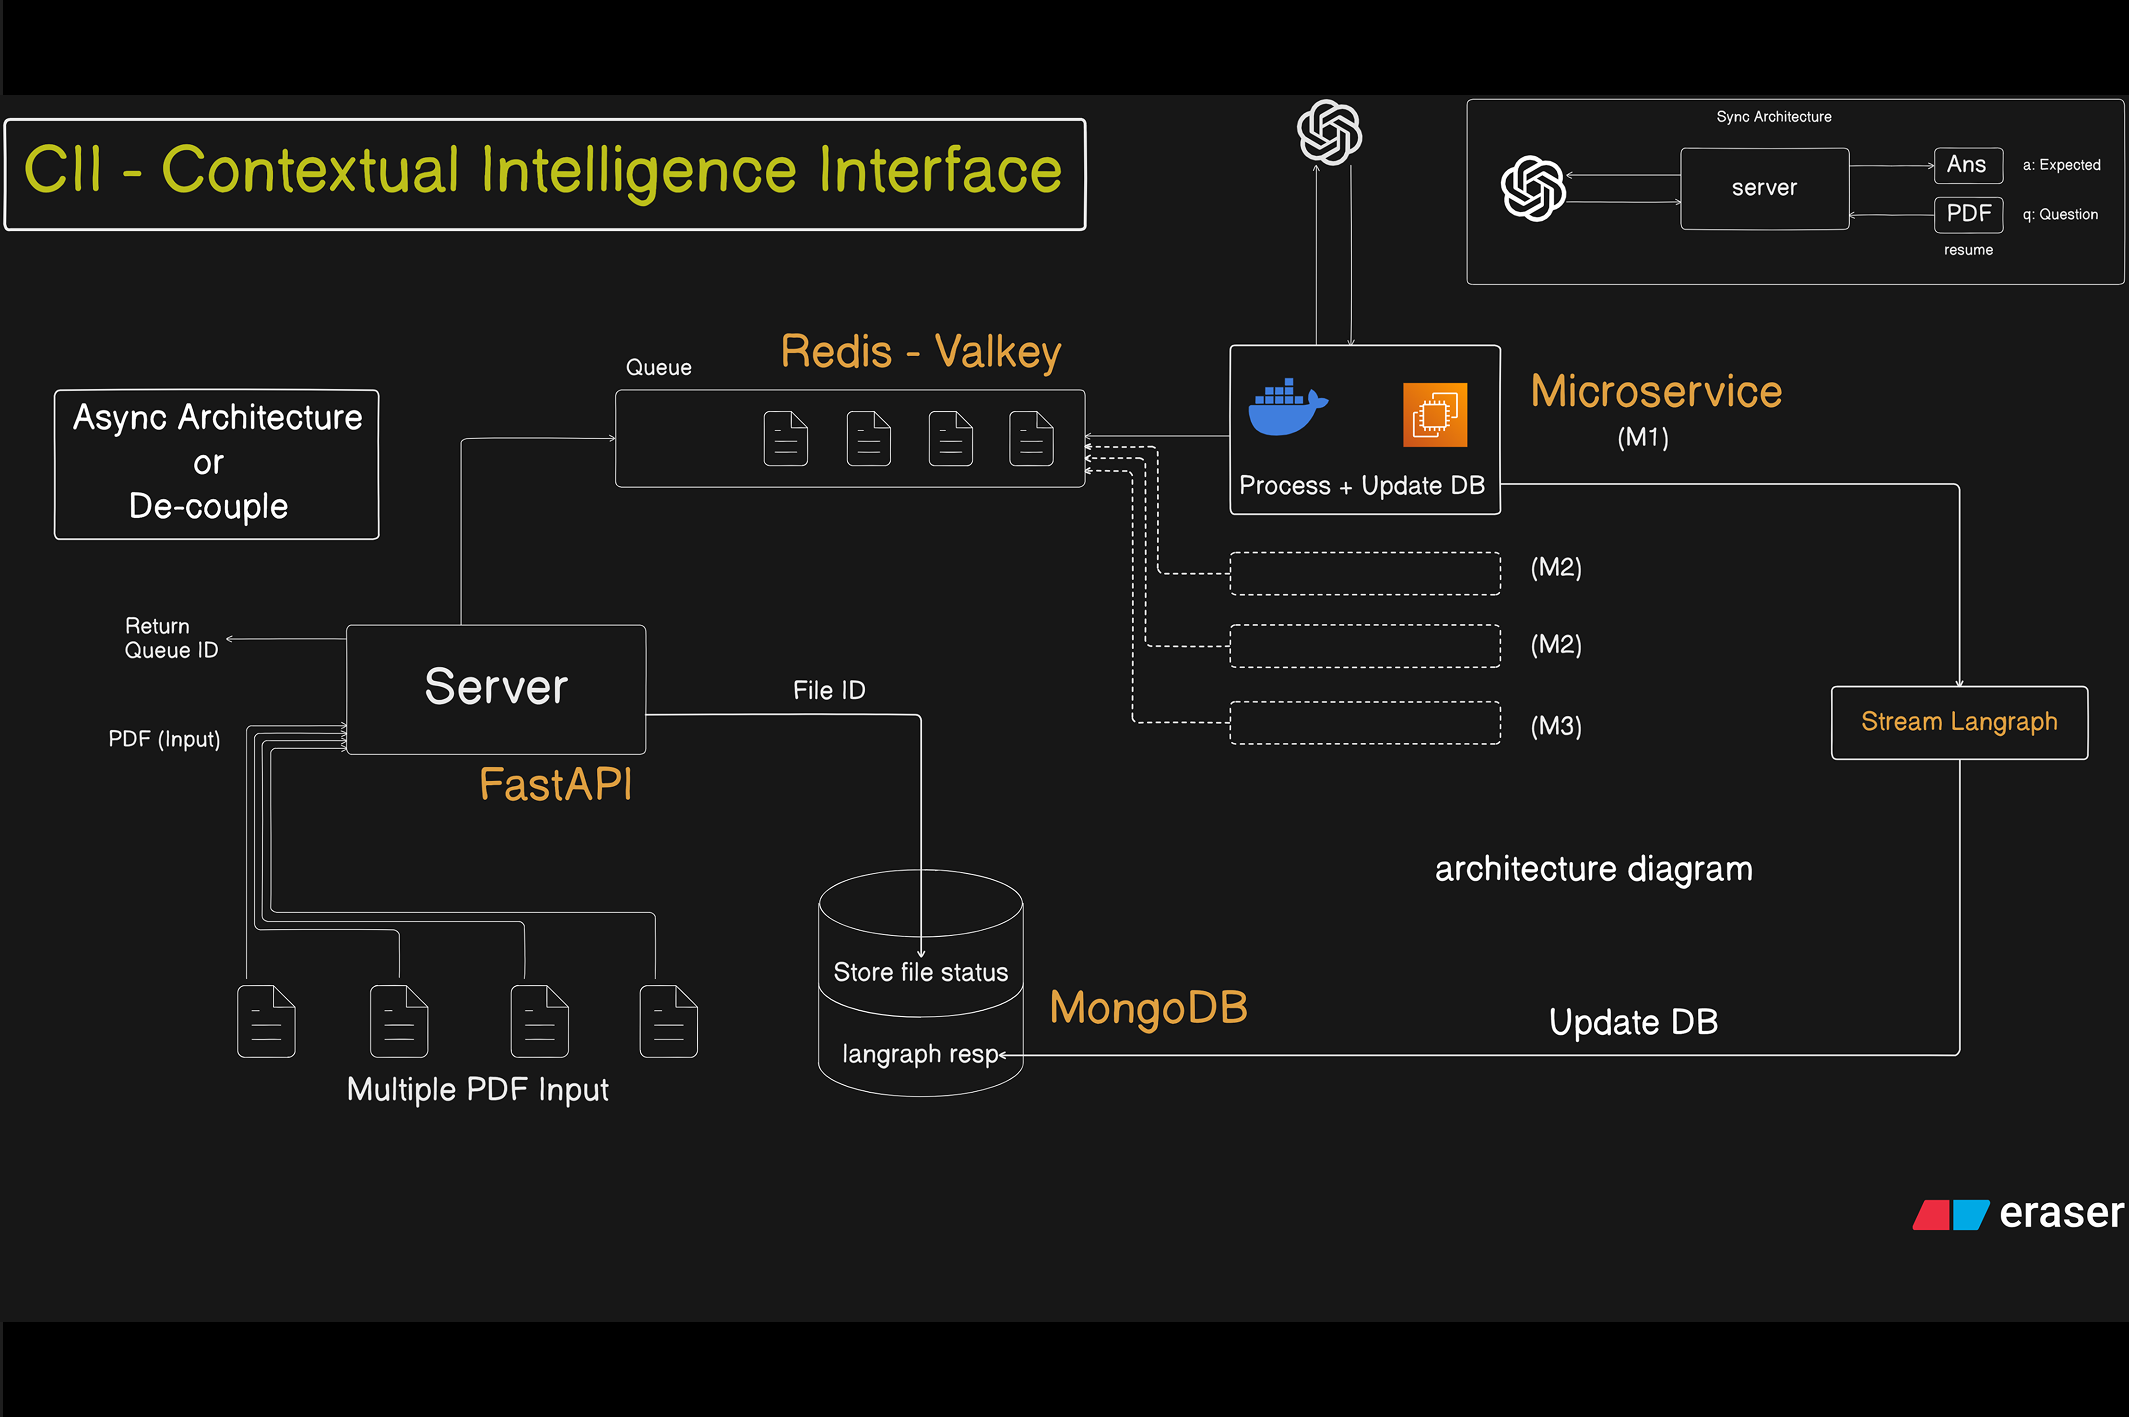 CII - Contextual Intelligence Interface
Sync Architecture
server
Ans
a: Expected
PDF
q: Question
resume
Async Architecture
or
De-couple
Queue
Redis - Valkey
Process + Update DB
Microservice
(M1)
(M2)
(M2)
(M3)
Return
Queue ID
Server
PDF (Input)
FastAPI
File ID
Stream Langraph
architecture diagram
Store file status
langraph resp
MongoDB
Update DB
Multiple PDF Input
eraser